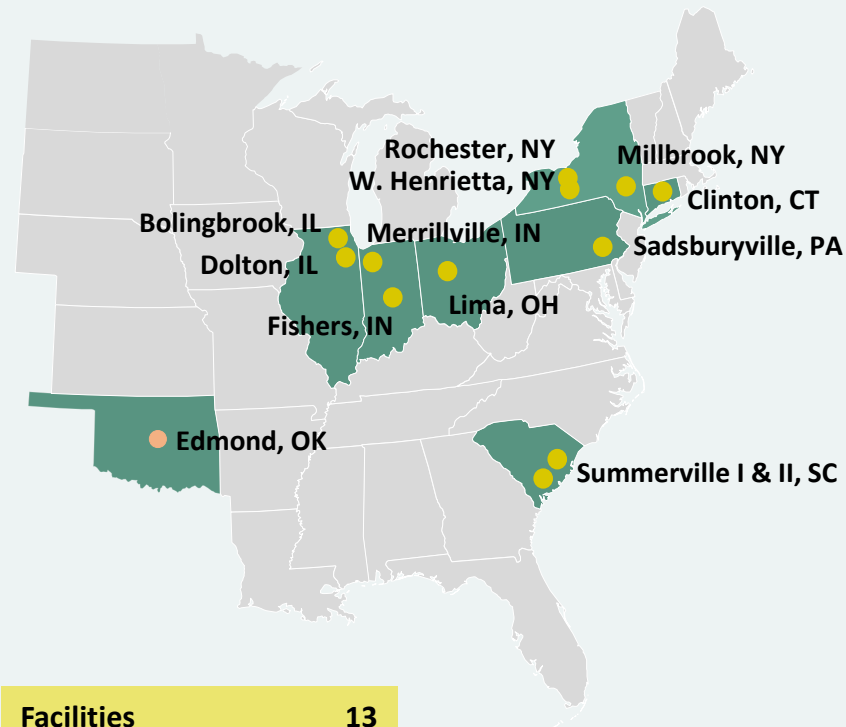 Rochester, NY
Millbrook, NY
W. Henrietta, NY
Clinton, CT
Bolingbrook, IL
Merrillville, IN
Sadsburyville, PA
Dolton, IL
Lima, OH
Fishers, IN
Edmond, OK
Summerville I & II, SC
Facilities 13